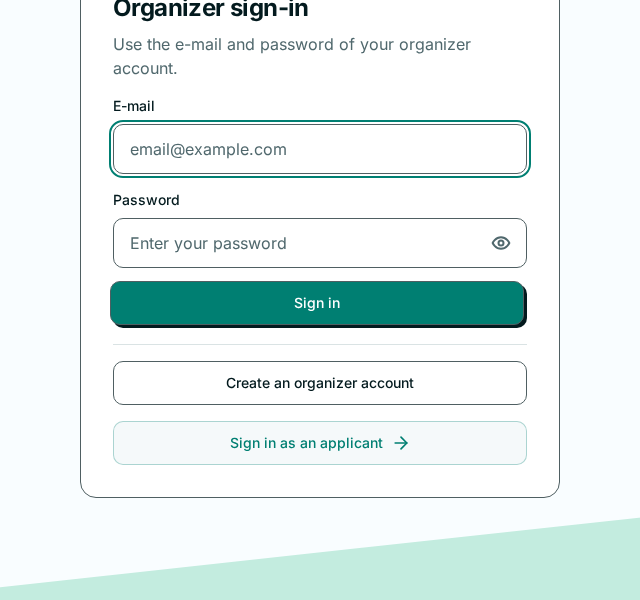 Organizer sign-in
Use the e-mail and password of your organizer
account.
E-mail
email@example.com
Password
Enter your password
Sign in
Create an organizer account
Sign in as an applicant